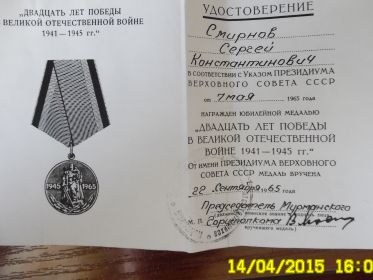 „ДВАДЦАТЬ ЛЕТ ПОБЕДЫ
В ВЕЛИКОЙ ОТЕЧЕСТВЕННОЙ ВОЙНЕ
1941—1945 гг."
1945 1965
УДОСТОВЕРЕНИЕ
Смирнов
Сергей
Константинович
В СООТВЕТСТВИИ С УКАЗОМ ПРЕЗИДИУМА
ВЕРХОВНОГО СОВЕТА СССР
от 7 мая 1965 года
НАГРАЖДЕН ЮБИЛЕЙНОЙ МЕДАЛЬЮ
„ДВАДЦАТЬ ЛЕТ ПОБЕДЫ
В ВЕЛИКОЙ ОТЕЧЕСТВЕННОЙ
ВОЙНЕ 1941—1945 гг."
От имени ПРЕЗИДИУМА ВЕРХОВНОГО
СОВЕТА СССР МЕДАЛЬ ВРУЧЕНА
22 Сентября 1965 года
Председатель Мурманского
Горисполкома
вручившего медаль)
14/04/2015 16:0